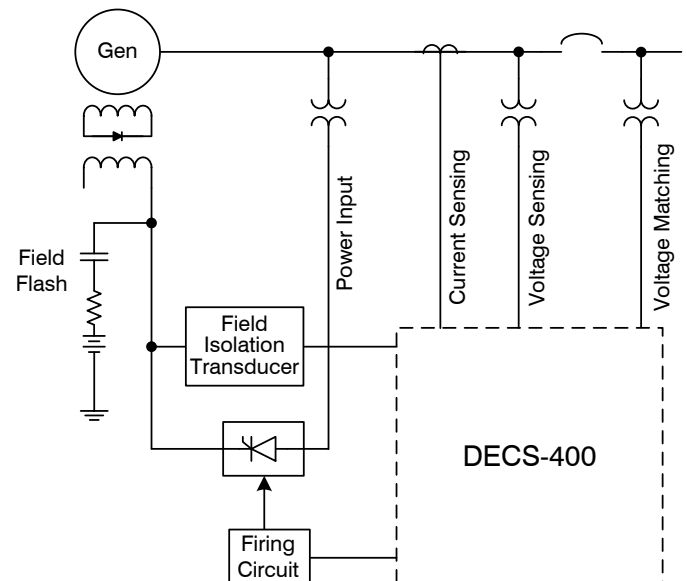 Gen
Field
Flash
Power Input
Current Sensing
Voltage Sensing
Voltage Matching
Field
Isolation
Transducer
DECS-400
Firing
Circuit